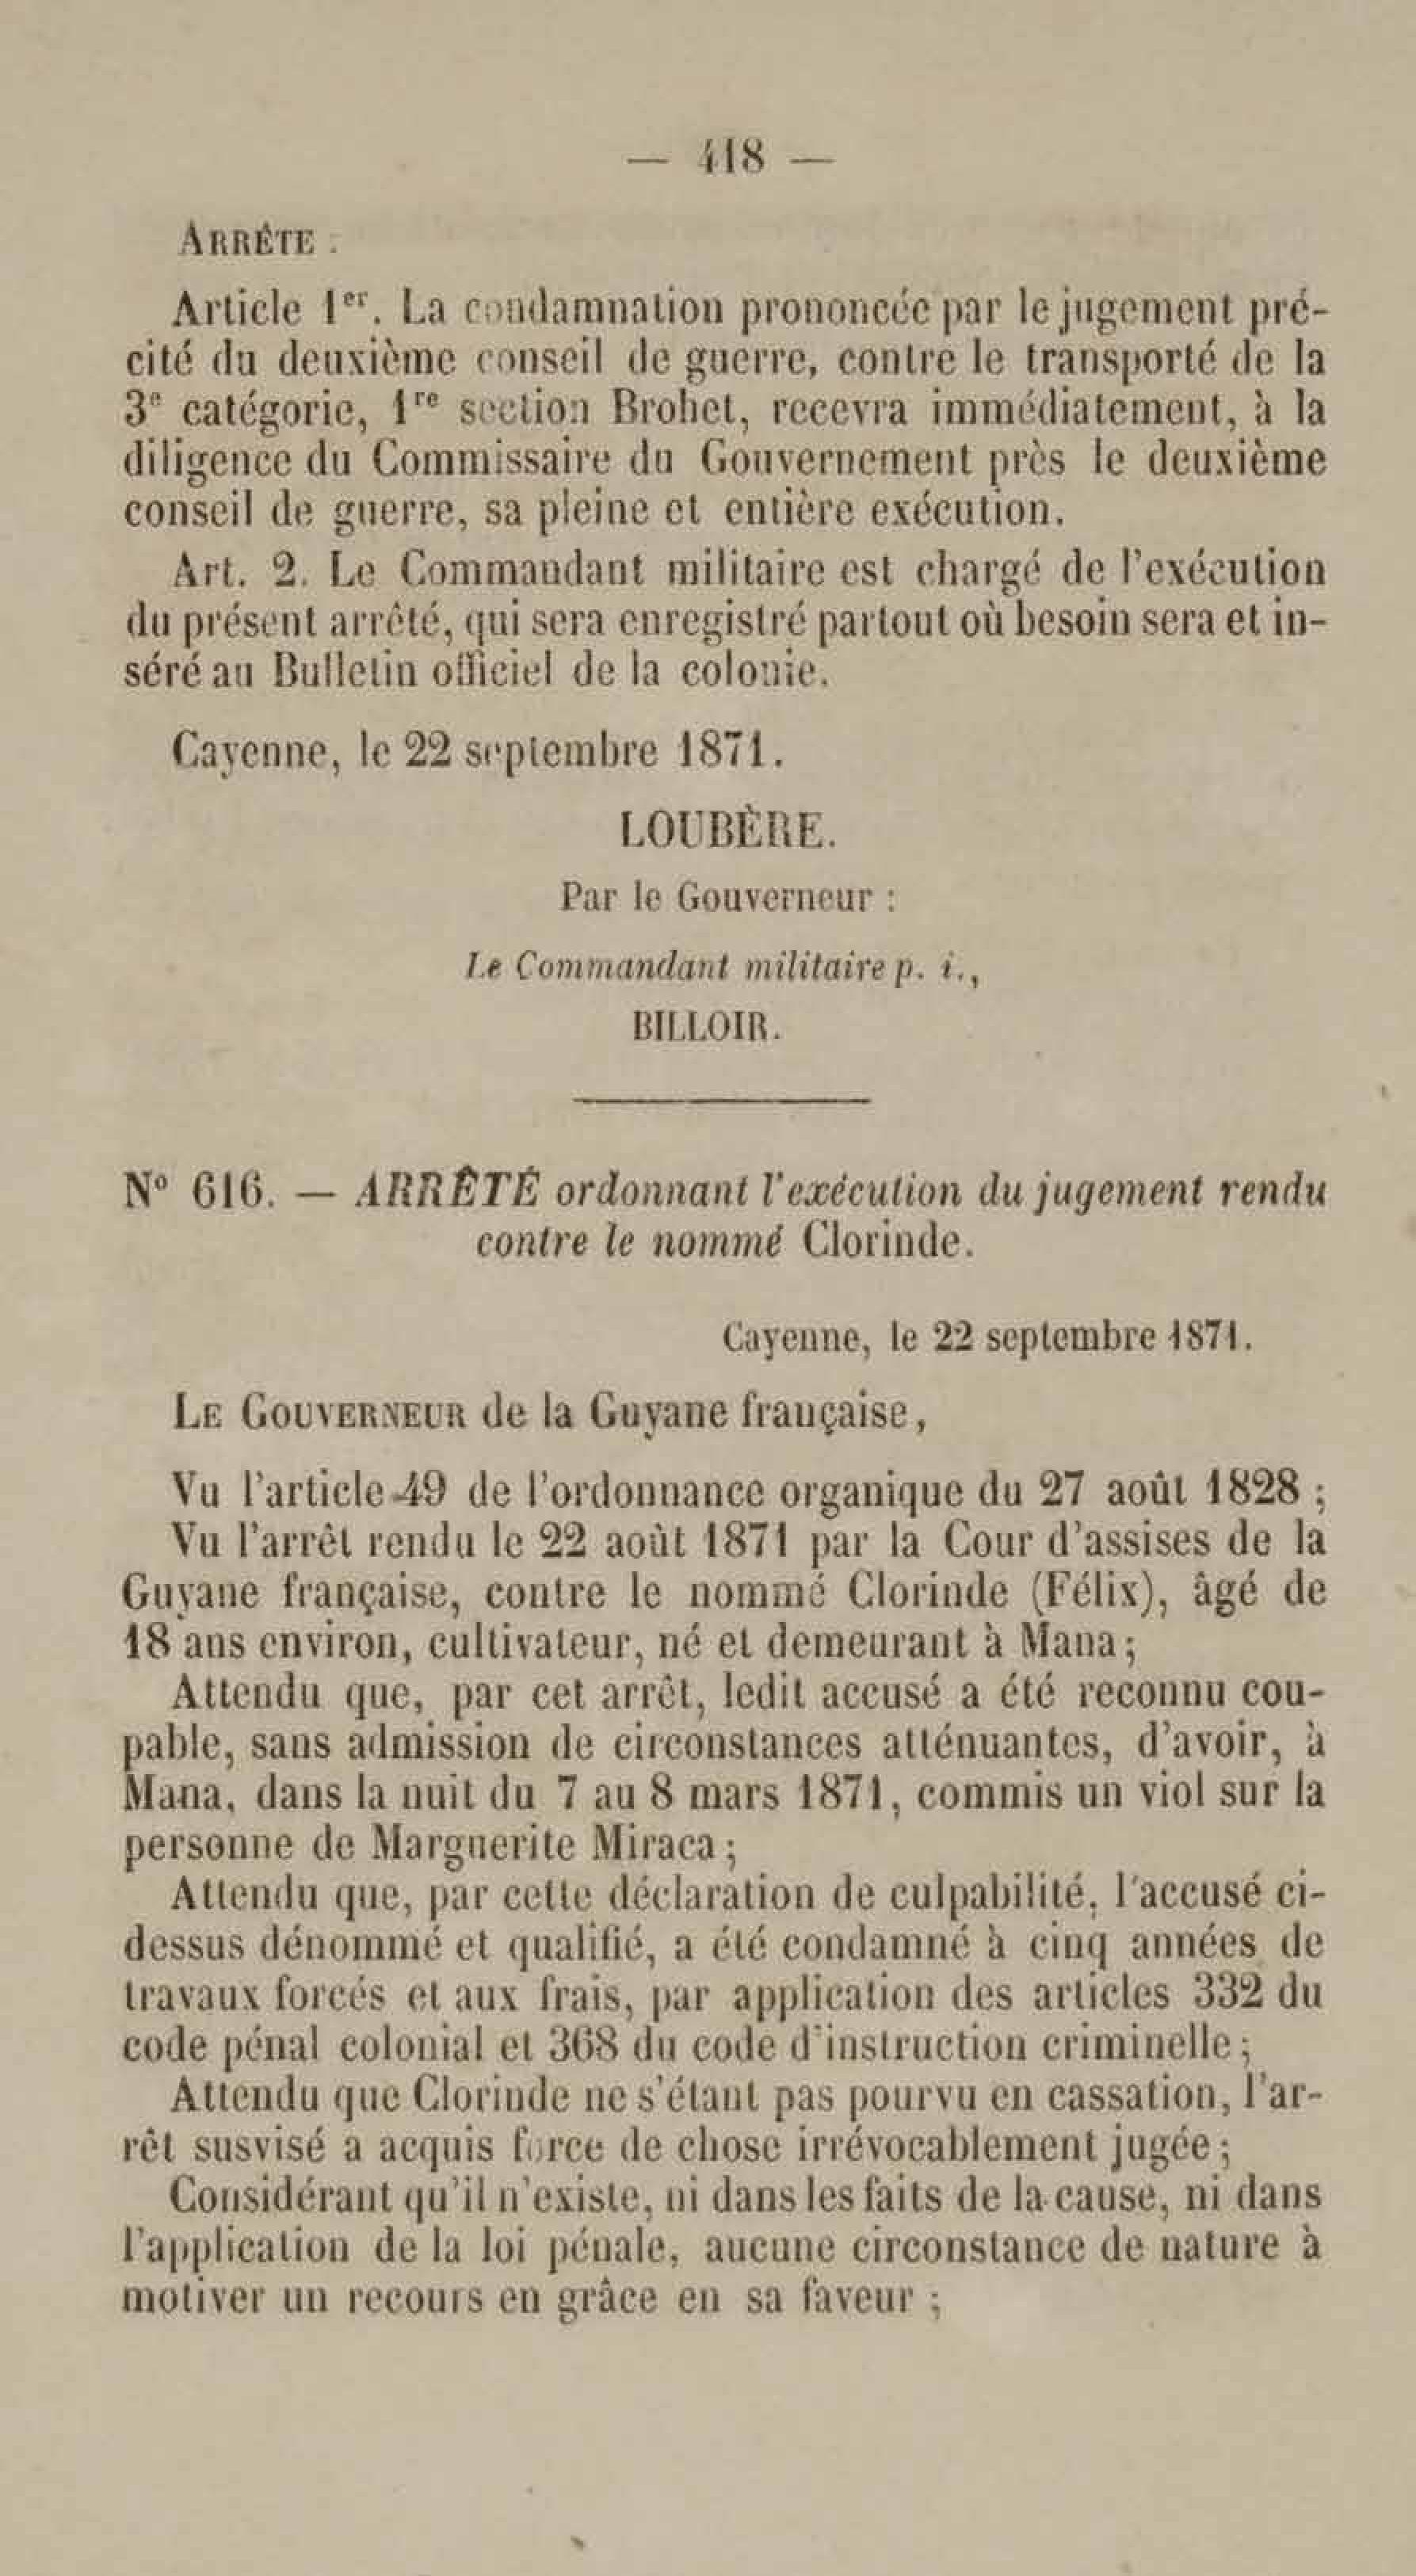 — 418 —
ARRÊTE :
Article 1er. La condamnation prononcée par le jugement pré-
cité du deuxième conseil de guerre, contre le transporté de la
3e catégorie, 1re section Brohet, recevra immédiatement, à la
diligence du Commissaire du Gouvernement près le deuxième
conseil de guerre, sa pleine et entière exécution.
Art. 2. Le Commandant militaire est chargé de l'exécution
du présent arrêté, qui sera enregistré partout où besoin sera et in-
séré au Bulletin officiel de la colonie.
Cayenne, le 22 septembre 1871.
LOUBÈRE.
Par le Gouverneur :
Le Commandant militaire p. i.,
BILLOIR.
N° 616. — ARRÊTÉ ordonnant l'exécution du jugement rendu
contre le nommé Clorinde.
Cayenne, le 22 septembre 1871.
LE GOUVERNEUR de la Guyane française,
Vu l'article 49 de l'ordonnance organique du 27 août 1828 ;
Vu l'arrêt rendu le 22 août 1871 par la Cour d'assises de la
Guyane française, contre le nommé Clorinde (Félix), âgé de
18 ans environ, cultivateur, né et demeurant à Mana ;
Attendu que, par cet arrêt, ledit accusé a été reconnu cou-
pable, sans admission de circonstances atténuantes, d'avoir, à
Mana, dans la nuit du 7 au 8 mars 1871, commis un viol sur la
personne de Marguerite Miraca ;
Attendu que, par cette déclaration de culpabilité, l'accusé ci-
dessus dénommé et qualifié, a été condamné à cinq années de
travaux forcés et aux frais, par application des articles 332 du
code pénal colonial et 368 du code d'instruction criminelle ;
Attendu que Clorinde ne s'étant pas pourvu en cassation, l'ar-
rêt susvisé a acquis force de chose irrévocablement jugée ;
Considérant qu'il n'existe, ni dans les faits de la cause, ni dans
l'application de la loi pénale, aucune circonstance de nature à
motiver un recours en grâce en sa faveur ;